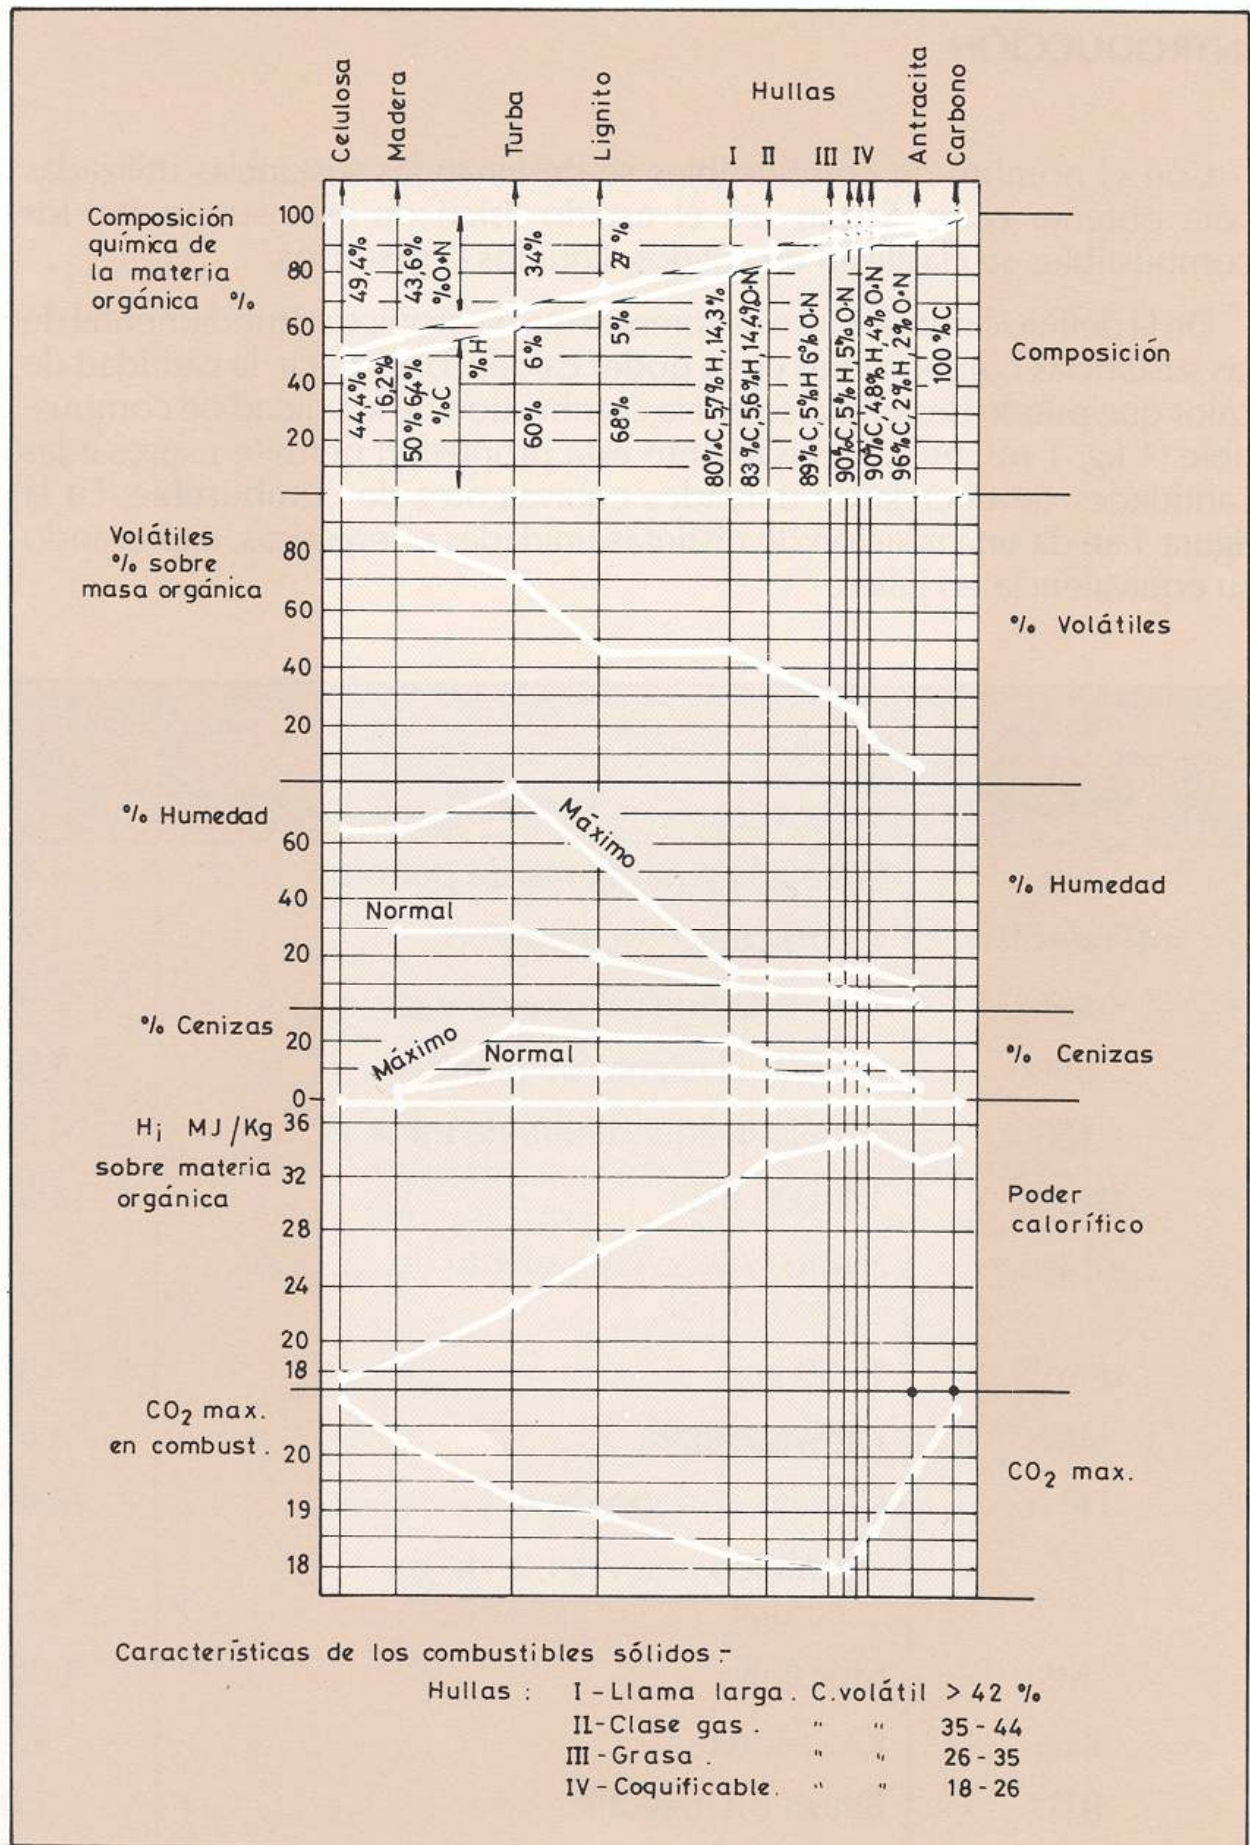 Celulosa
Madera
Turba
Lignito
Hullas
I II III IV
Antracita
Carbono
Composición
química de
la materia
orgánica %
100
80
60
40
20
49,4%
44,4%
43,6%
%O+N
6,2%
50% 6,4%
%C
%H
34%
6%
60%
27%
5%
68%
80%C, 5,7%H, 14,3%
83%C, 5,6%H, 14,4%O+N
89%C, 5%H 6% O+N
90%C, 5%H, 5% O+N
90%C, 4,8%H, 4% O+N
96%C, 2%H, 2% O+N
100 %C
Composición
Volátiles
% sobre
masa orgánica
80
60
40
20
% Volátiles
% Humedad
60
40
20
Máximo
Normal
% Humedad
% Cenizas
20
0
Máximo
Normal
% Cenizas
Hi MJ/Kg
sobre materia
orgánica
36
32
28
24
20
18
Poder
calorífico
CO2 max.
en combust.
20
19
18
CO2 max.
Características de los combustibles sólidos :-
Hullas : I - Llama larga. C.volátil > 42 %
II- Clase gas. " " 35 - 44
III - Grasa. " " 26 - 35
IV - Coquificable. " " 18 - 26